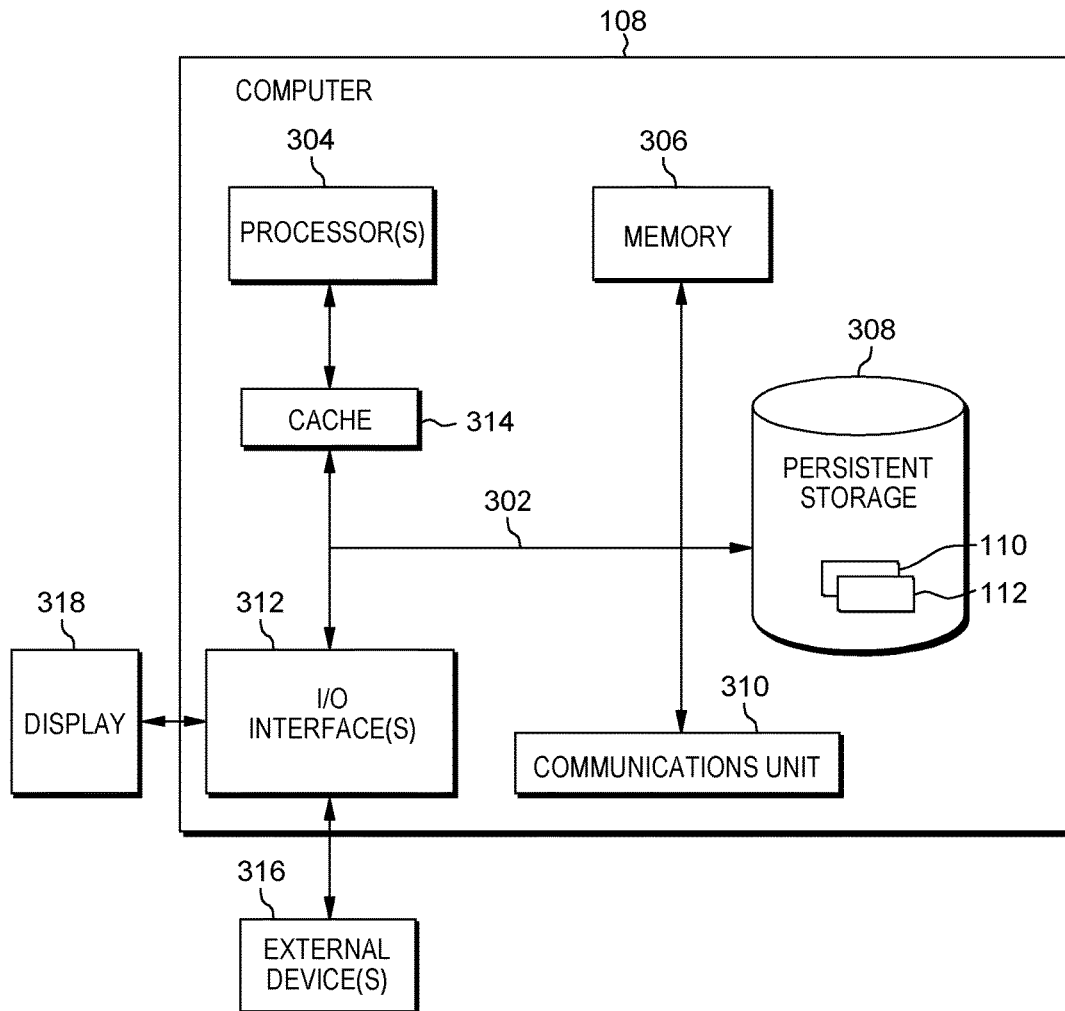 108
COMPUTER
304
306
PROCESSOR(S)
MEMORY
308
CACHE
314
PERSISTENT
STORAGE
302
110
112
318
312
310
DISPLAY
I/O
INTERFACE(S)
COMMUNICATIONS UNIT
316
EXTERNAL
DEVICE(S)